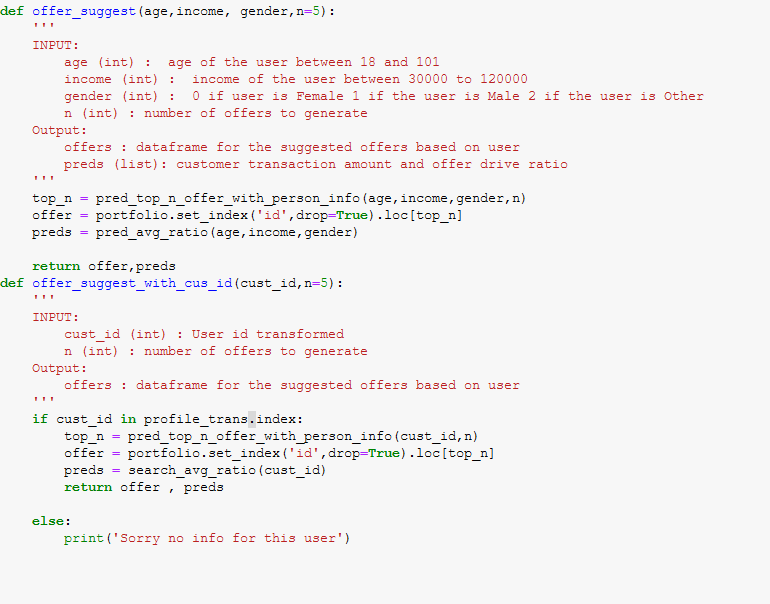 def offer_suggest(age,income, gender,n=5):
    '''
    INPUT:
        age (int) :  age of the user between 18 and 101
        income (int) :  income of the user between 30000 to 120000
        gender (int) :  0 if user is Female 1 if the user is Male 2 if the user is Other
        n (int) : number of offers to generate
    Output:
        offers : dataframe for the suggested offers based on user
        preds (list): customer transaction amount and offer drive ratio
    '''
    top_n = pred_top_n_offer_with_person_info(age,income,gender,n)
    offer = portfolio.set_index('id',drop=True).loc[top_n]
    preds = pred_avg_ratio(age,income,gender)

    return offer,preds
def offer_suggest_with_cus_id(cust_id,n=5):
    '''
    INPUT:
        cust_id (int) : User id transformed
        n (int) : number of offers to generate
    Output:
        offers : dataframe for the suggested offers based on user
    '''
    if cust_id in profile_trans.index:
        top_n = pred_top_n_offer_with_person_info(cust_id,n)
        offer = portfolio.set_index('id',drop=True).loc[top_n]
        preds = search_avg_ratio(cust_id)
        return offer , preds

    else:
        print('Sorry no info for this user')